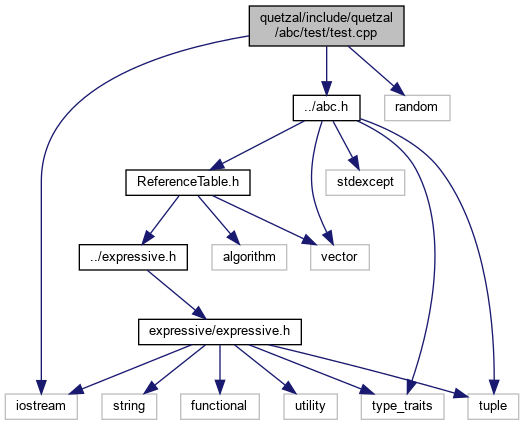 quetzal/include/quetzal
/abc/test/test.cpp
../abc.h
random
ReferenceTable.h
stdexcept
../expressive.h
algorithm
vector
expressive/expressive.h
iostream
string
functional
utility
type_traits
tuple